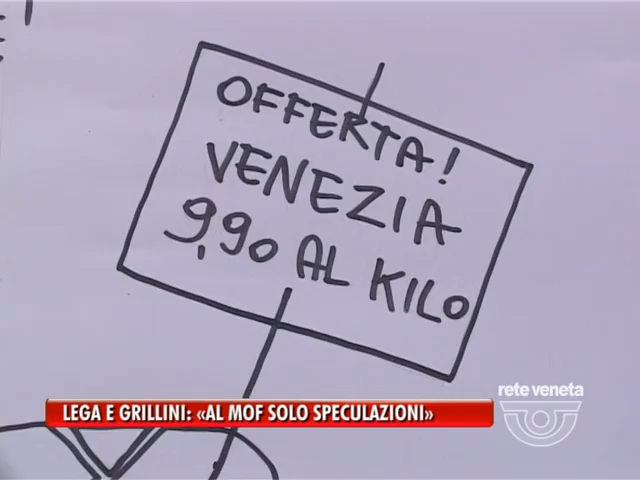 OFFERTA!
VENEZIA
9,90 AL KILO
rete veneta
LEGA E GRILLINI: «AL MOF SOLO SPECULAZIONI»